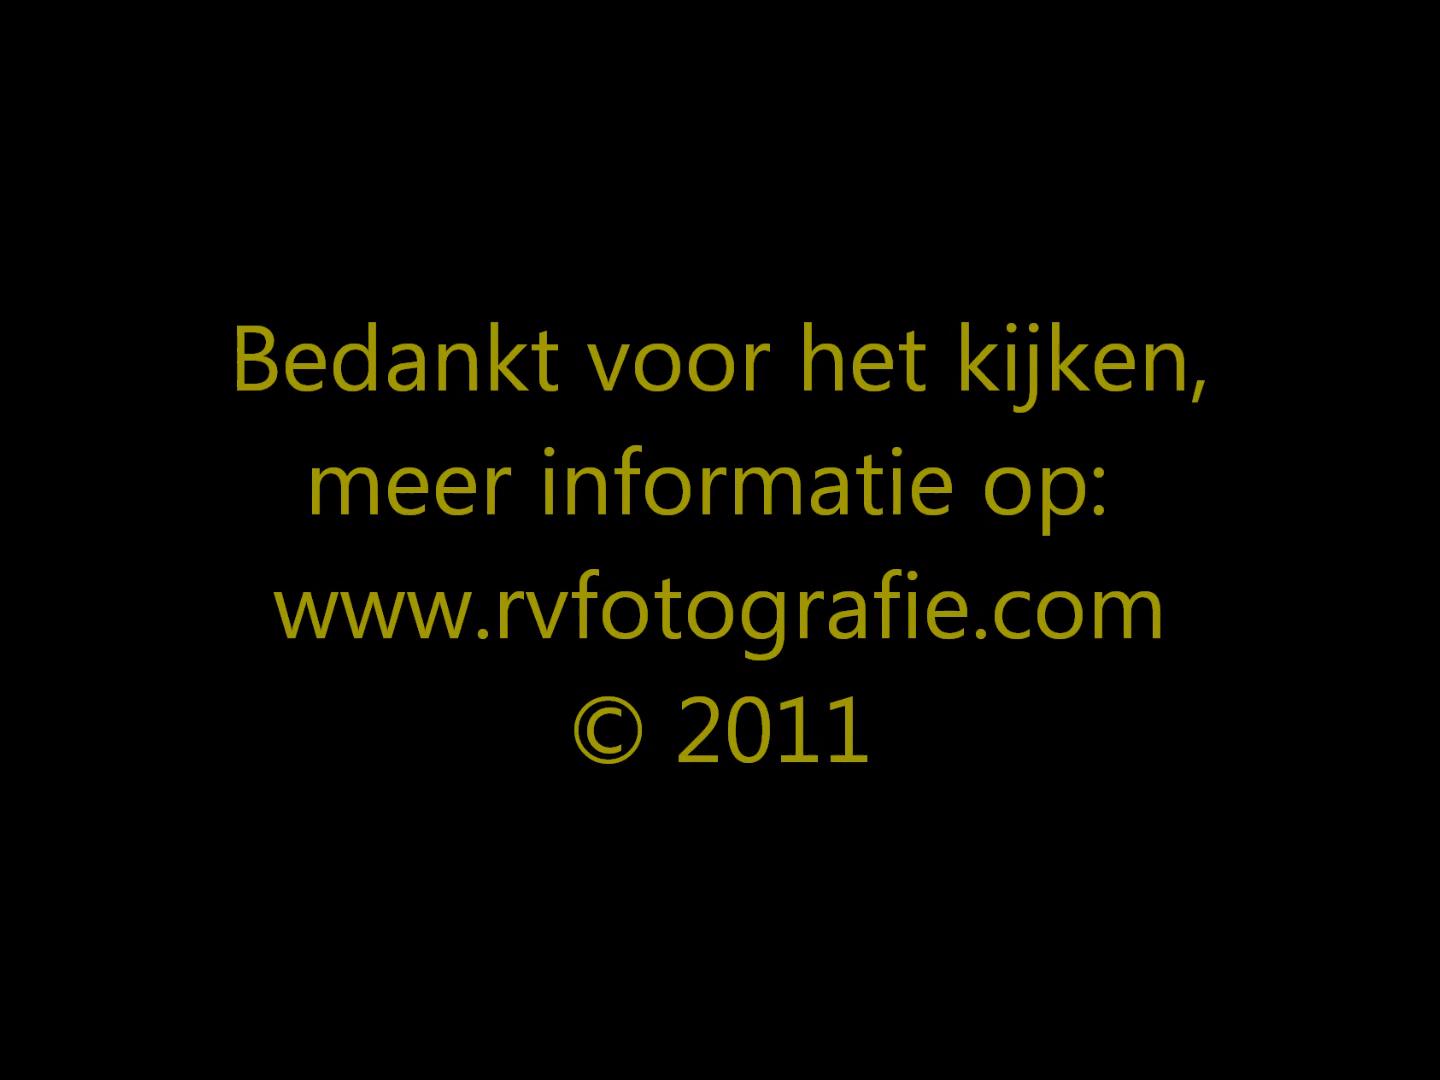 Bedankt voor het kijken,
meer informatie op:
www.rvfotografie.com
© 2011